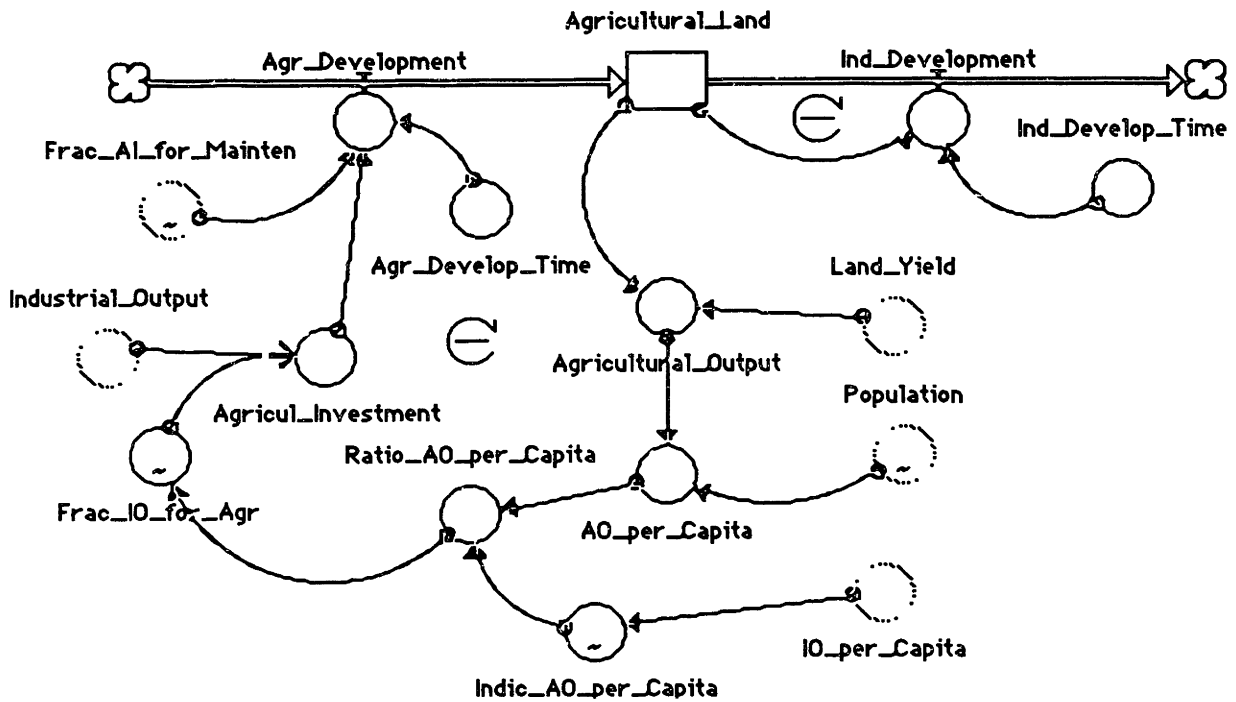 Agricultural_Land
Agr_Development
Ind_Development
Ind_Develop_Time
Frac_AI_for_Mainten
Agr_Develop_Time
Land_Yield
Industrial_Output
Agricultural_Output
Population
Agricul_Investment
Ratio_AO_per_Capita
Frac_IO_for_Agr
AO_per_Capita
IO_per_Capita
Indic_AO_per_Capita